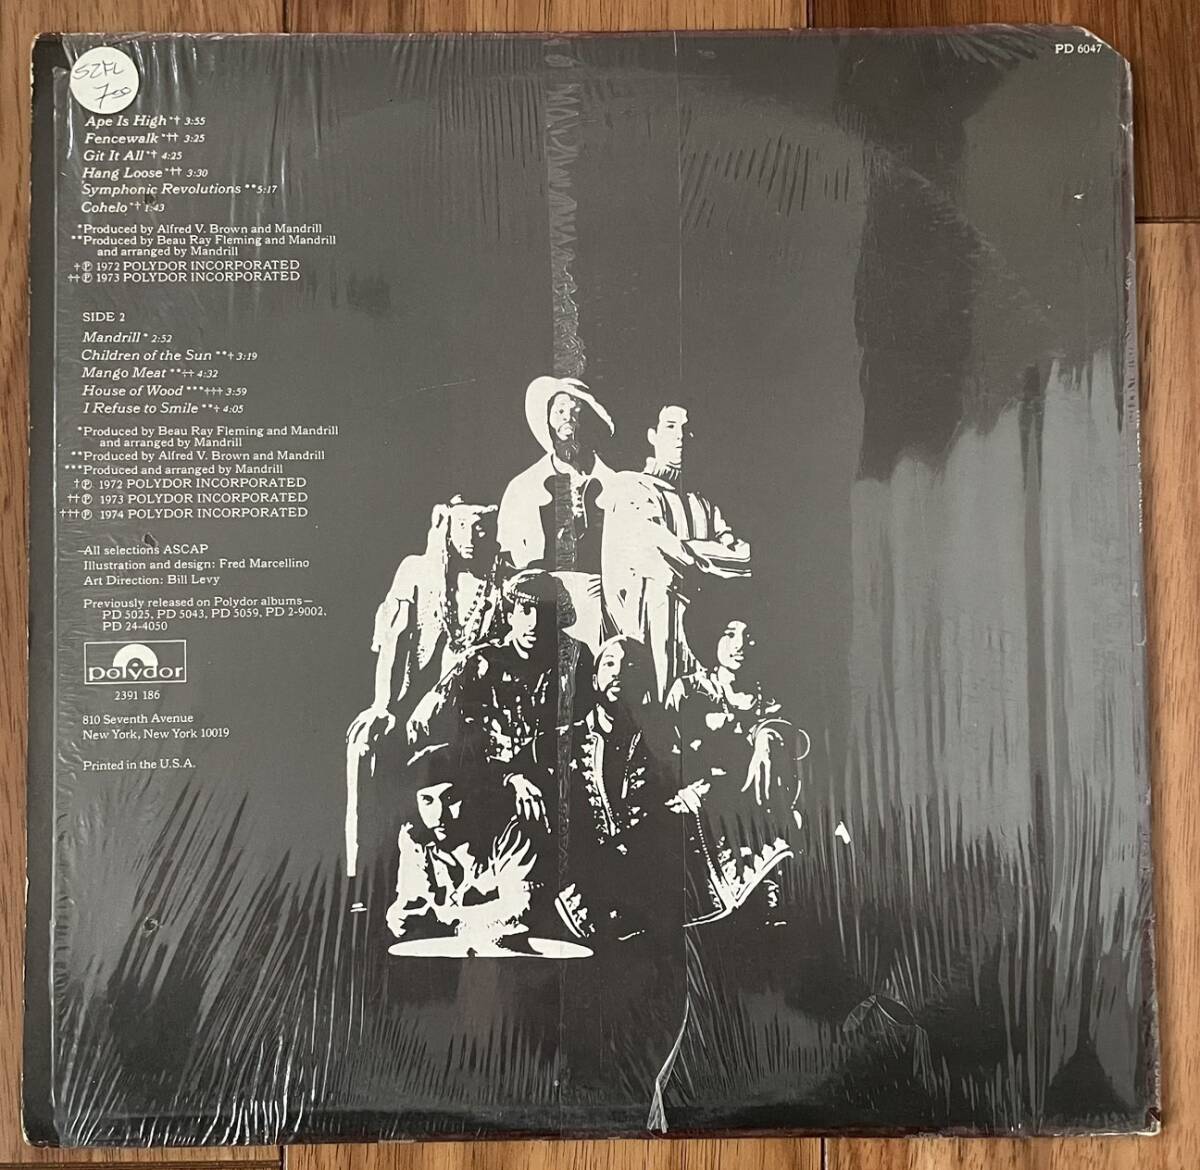 PD 6047
SZFL
7.50
Ape Is High *† 3:55
Fencewalk *†† 3:25
Git It All *† 4:25
Hang Loose *†† 3:30
Symphonic Revolutions ** 5:17
Cohelo *† 1:43
*Produced by Alfred V. Brown and Mandrill
**Produced by Beau Ray Fleming and Mandrill
and arranged by Mandrill
†℗ 1972 POLYDOR INCORPORATED
††℗ 1973 POLYDOR INCORPORATED
SIDE 2
Mandrill * 2:52
Children of the Sun **† 3:19
Mango Meat **†† 4:32
House of Wood ***††† 3:59
I Refuse to Smile **† 4:05
*Produced by Beau Ray Fleming and Mandrill
and arranged by Mandrill
**Produced by Alfred V. Brown and Mandrill
***Produced and arranged by Mandrill
†℗ 1972 POLYDOR INCORPORATED
††℗ 1973 POLYDOR INCORPORATED
†††℗ 1974 POLYDOR INCORPORATED
All selections ASCAP
Illustration and design: Fred Marcellino
Art Direction: Bill Levy
Previously released on Polydor albums—
PD 5025, PD 5043, PD 5059, PD 2-9002,
PD 24-4050
polydor
2391 186
810 Seventh Avenue
New York, New York 10019
Printed in the U.S.A.